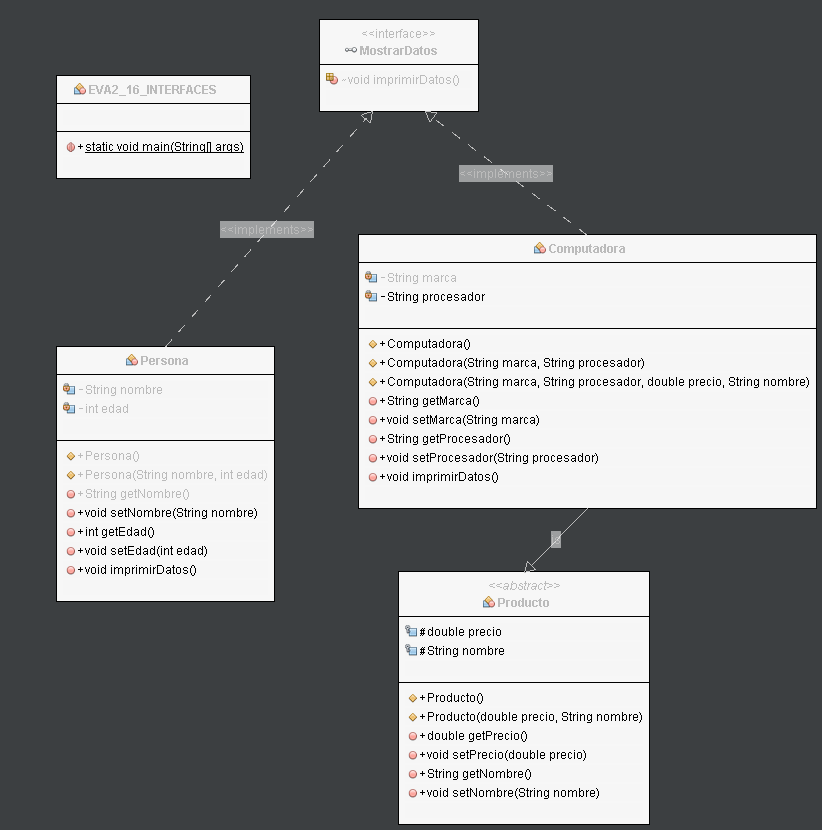 <<interface>>
MostrarDatos
-void imprimirDatos()
EVA2_16_INTERFACES
+static void main(String[] args)
<<implements>>
<<implements>>
Computadora
-String marca
-String procesador
+Computadora()
+Computadora(String marca, String procesador)
+Computadora(String marca, String procesador, double precio, String nombre)
+String getMarca()
+void setMarca(String marca)
+String getProcesador()
+void setProcesador(String procesador)
+void imprimirDatos()
Persona
-String nombre
-int edad
+Persona()
+Persona(String nombre, int edad)
+String getNombre()
+void setNombre(String nombre)
+int getEdad()
+void setEdad(int edad)
+void imprimirDatos()
<<abstract>>
Producto
#double precio
#String nombre
+Producto()
+Producto(double precio, String nombre)
+double getPrecio()
+void setPrecio(double precio)
+String getNombre()
+void setNombre(String nombre)